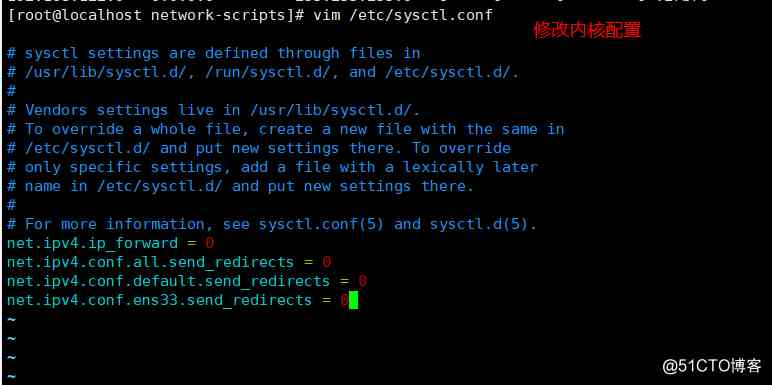 [root@localhost network-scripts]# vim /etc/sysctl.conf
修改内核配置
# sysctl settings are defined through files in
# /usr/lib/sysctl.d/, /run/sysctl.d/, and /etc/sysctl.d/.
#
# Vendors settings live in /usr/lib/sysctl.d/.
# To override a whole file, create a new file with the same in
# /etc/sysctl.d/ and put new settings there. To override
# only specific settings, add a file with a lexically later
# name in /etc/sysctl.d/ and put new settings there.
#
# For more information, see sysctl.conf(5) and sysctl.d(5).
net.ipv4.ip_forward = 0
net.ipv4.conf.all.send_redirects = 0
net.ipv4.conf.default.send_redirects = 0
net.ipv4.conf.ens33.send_redirects = 0
~
~
~
~
@51CTO博客